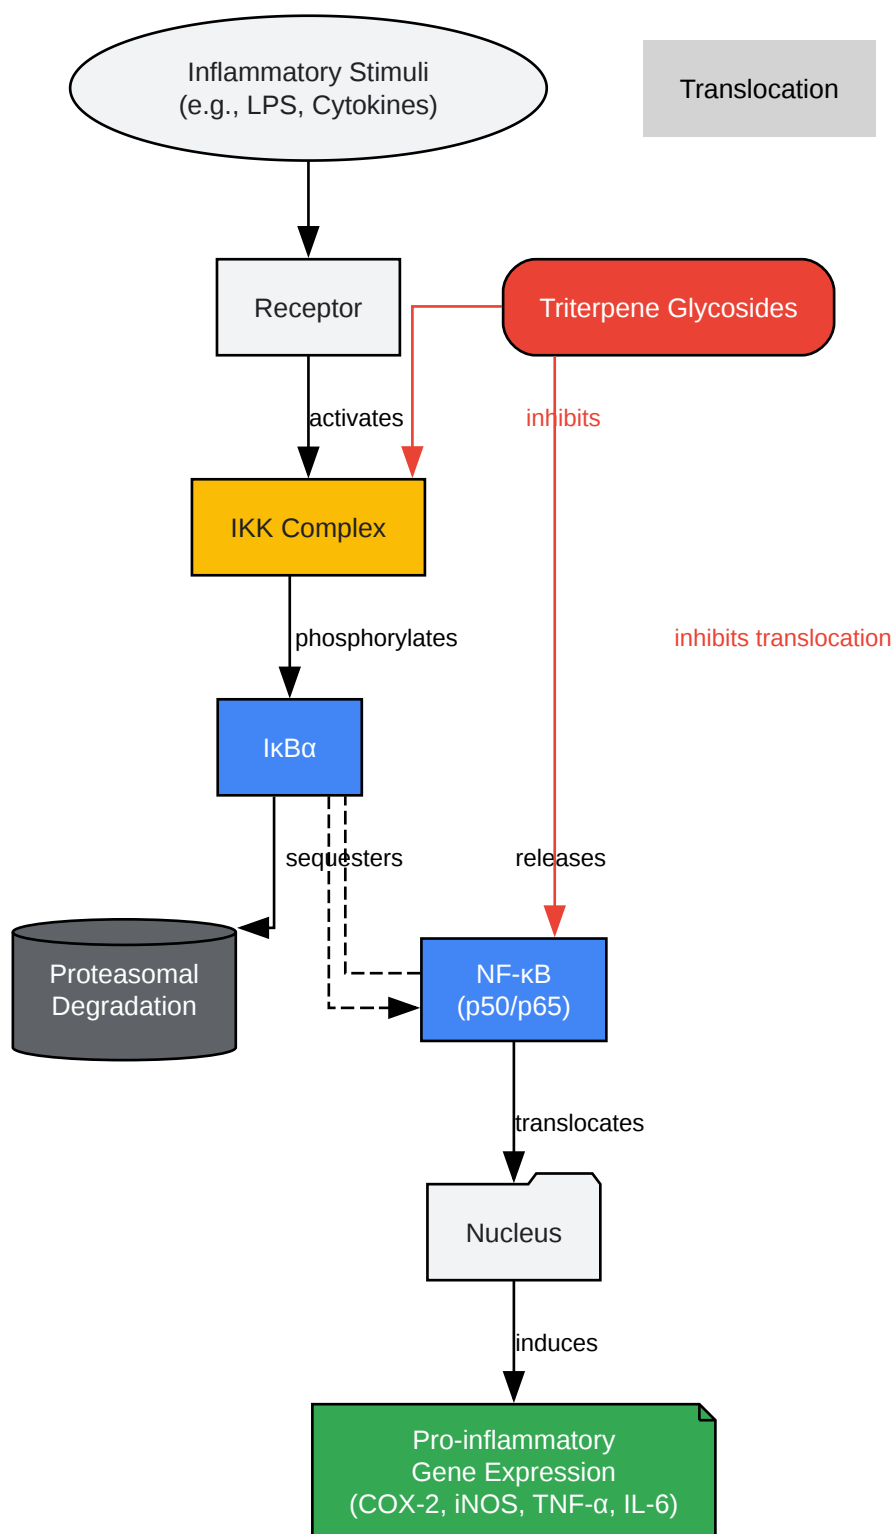 Inflammatory Stimuli
(e.g., LPS, Cytokines)
Translocation
Receptor
Triterpene Glycosides
activates
inhibits
IKK Complex
phosphorylates
inhibits translocation
IκBα
sequesters
releases
Proteasomal
Degradation
NF-κB
(p50/p65)
translocates
Nucleus
induces
Pro-inflammatory
Gene Expression
(COX-2, iNOS, TNF-α, IL-6)